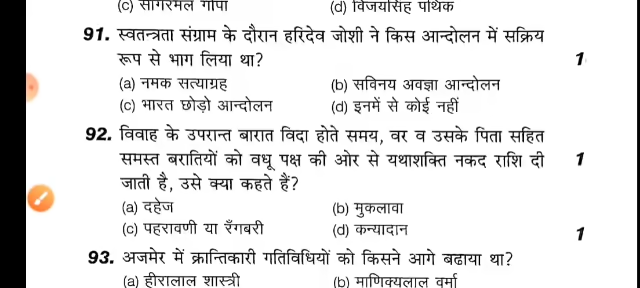 (c) सागरमल गोपा (d) विजयसिंह पथिक
91. स्वतन्त्रता संग्राम के दौरान हरिदेव जोशी ने किस आन्दोलन में सक्रिय
रूप से भाग लिया था? 1
(a) नमक सत्याग्रह (b) सविनय अवज्ञा आन्दोलन
(c) भारत छोड़ो आन्दोलन (d) इनमें से कोई नहीं
92. विवाह के उपरान्त बारात विदा होते समय, वर व उसके पिता सहित
समस्त बरातियों को वधू पक्ष की ओर से यथाशक्ति नकद राशि दी 1
जाती है, उसे क्या कहते हैं?
(a) दहेज (b) मुकलावा
(c) पहरावणी या रँगबरी (d) कन्यादान
1
93. अजमेर में क्रान्तिकारी गतिविधियों को किसने आगे बढाया था?
(a) हीरालाल शास्त्री (b) माणिक्यलाल वर्मा